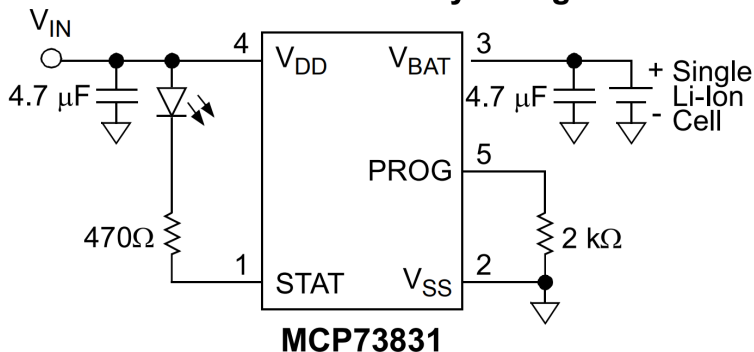 V_IN
4
3
V_DD
V_BAT
4.7 μF
4.7 μF
+ Single
Li-Ion
- Cell
5
PROG
470Ω
2 kΩ
1
2
STAT
V_SS
MCP73831